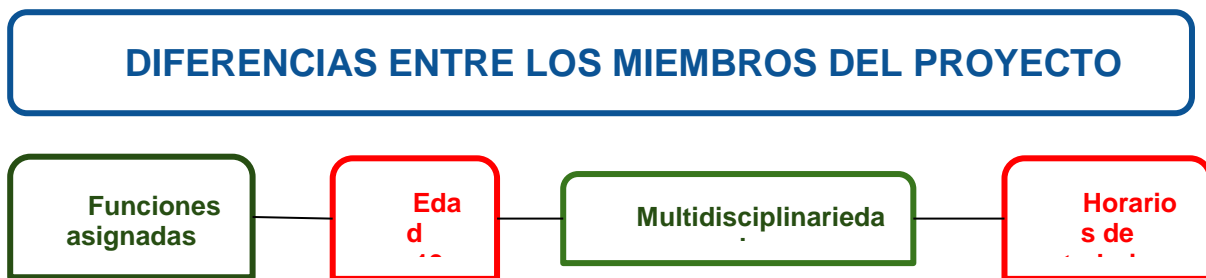 DIFERENCIAS ENTRE LOS MIEMBROS DEL PROYECTO
Funciones
asignadas
Eda
d
Multidisciplinarieda
Horario
s de